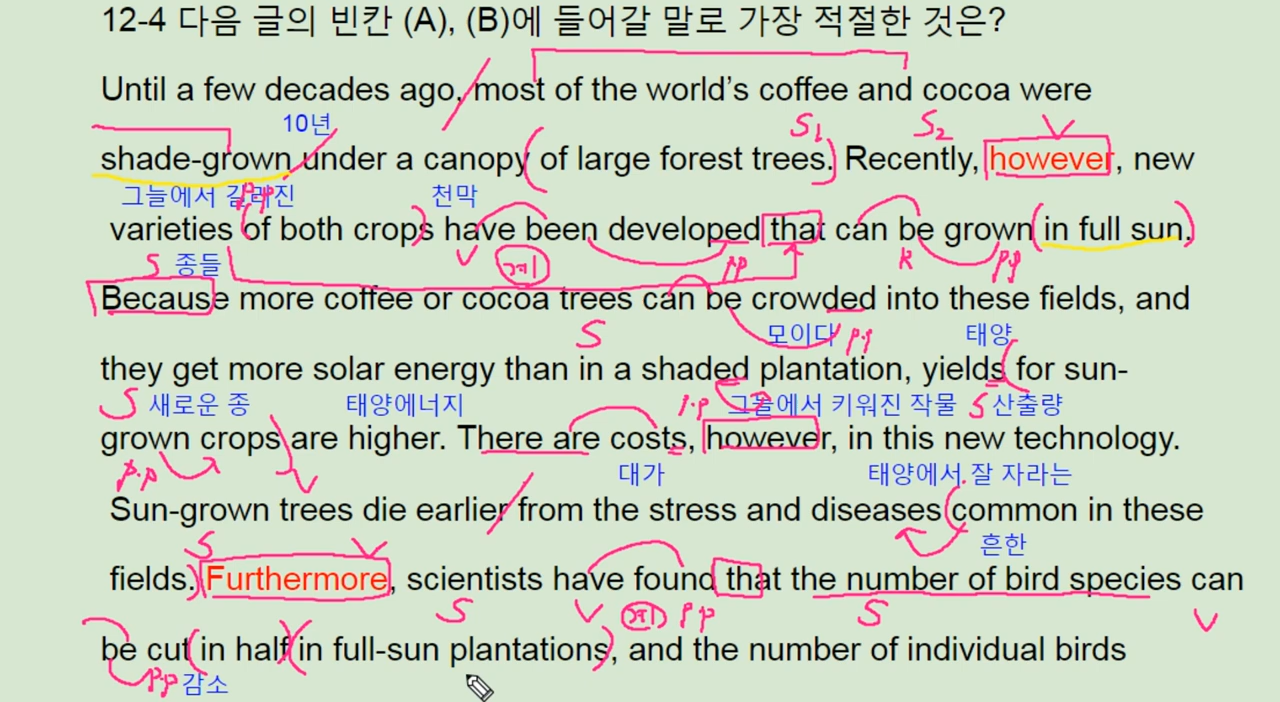 12-4 다음 글의 빈칸 (A), (B)에 들어갈 말로 가장 적절한 것은?
Until a few decades ago, most of the world's coffee and cocoa were
10년 S₁ S₂ V
shade-grown under a canopy of large forest trees. Recently, however, new
그늘에서 길러진 p.p 천막
varieties of both crops have been developed that can be grown in full sun.
S 종들 V 계 pp R pp
Because more coffee or cocoa trees can be crowded into these fields, and
S 모이다 p.p 태양
they get more solar energy than in a shaded plantation, yields for sun-
S 새로운 종 태양에너지 p.p 그늘에서 키워진 작물 S 산출량
grown crops are higher. There are costs, however, in this new technology.
p.p V 대가 태양에서 잘 자라는
Sun-grown trees die earlier from the stress and diseases common in these
S V 흔한
fields. Furthermore, scientists have found that the number of bird species can
S V 계 pp S V
be cut in half in full-sun plantations, and the number of individual birds
p.p 감소